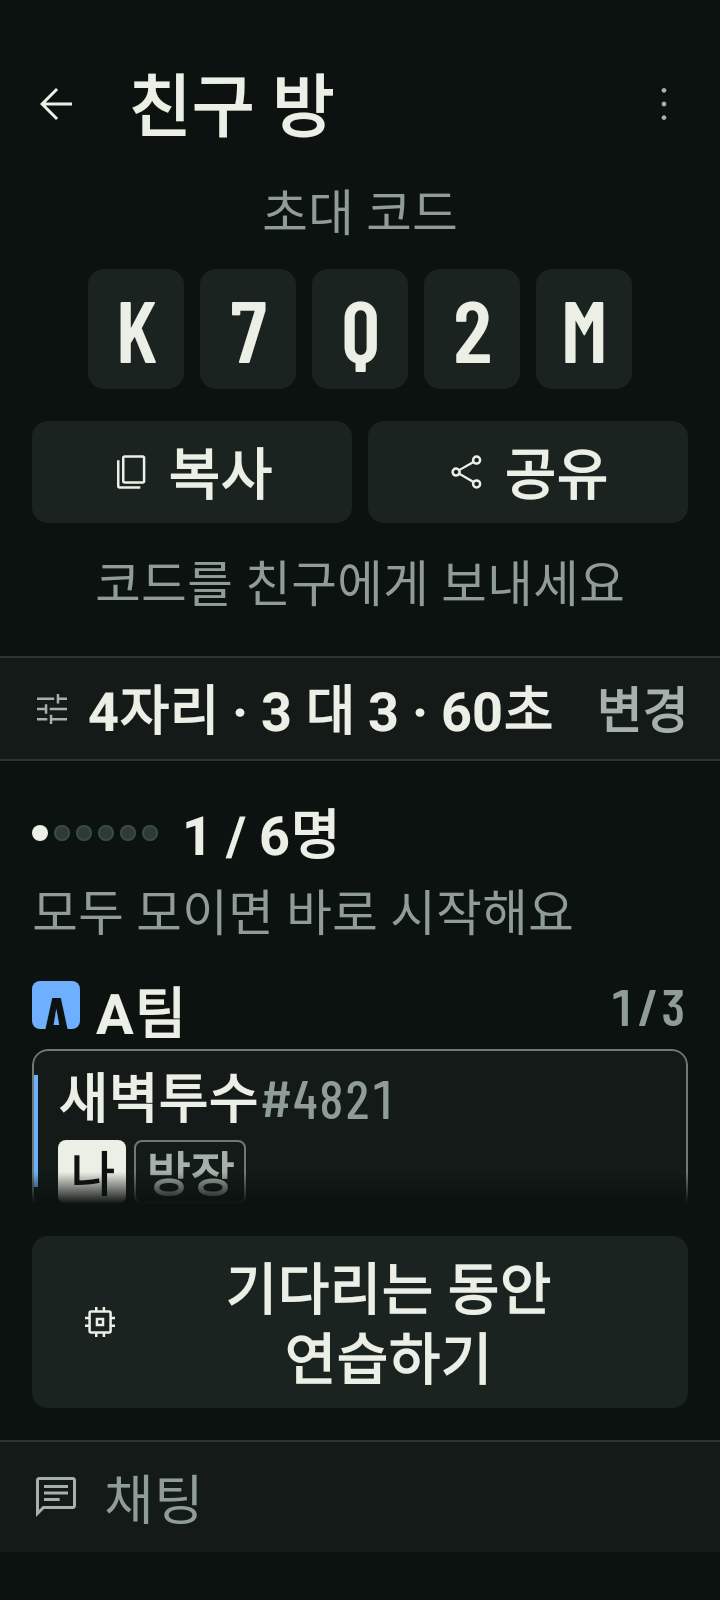 친구 방
초대 코드
K 7 Q 2 M
복사 공유
코드를 친구에게 보내세요
4자리 · 3 대 3 · 60초 변경
1 / 6명
모두 모이면 바로 시작해요
A A팀 1/3
새벽투수#4821
나 방장
기다리는 동안
연습하기
채팅